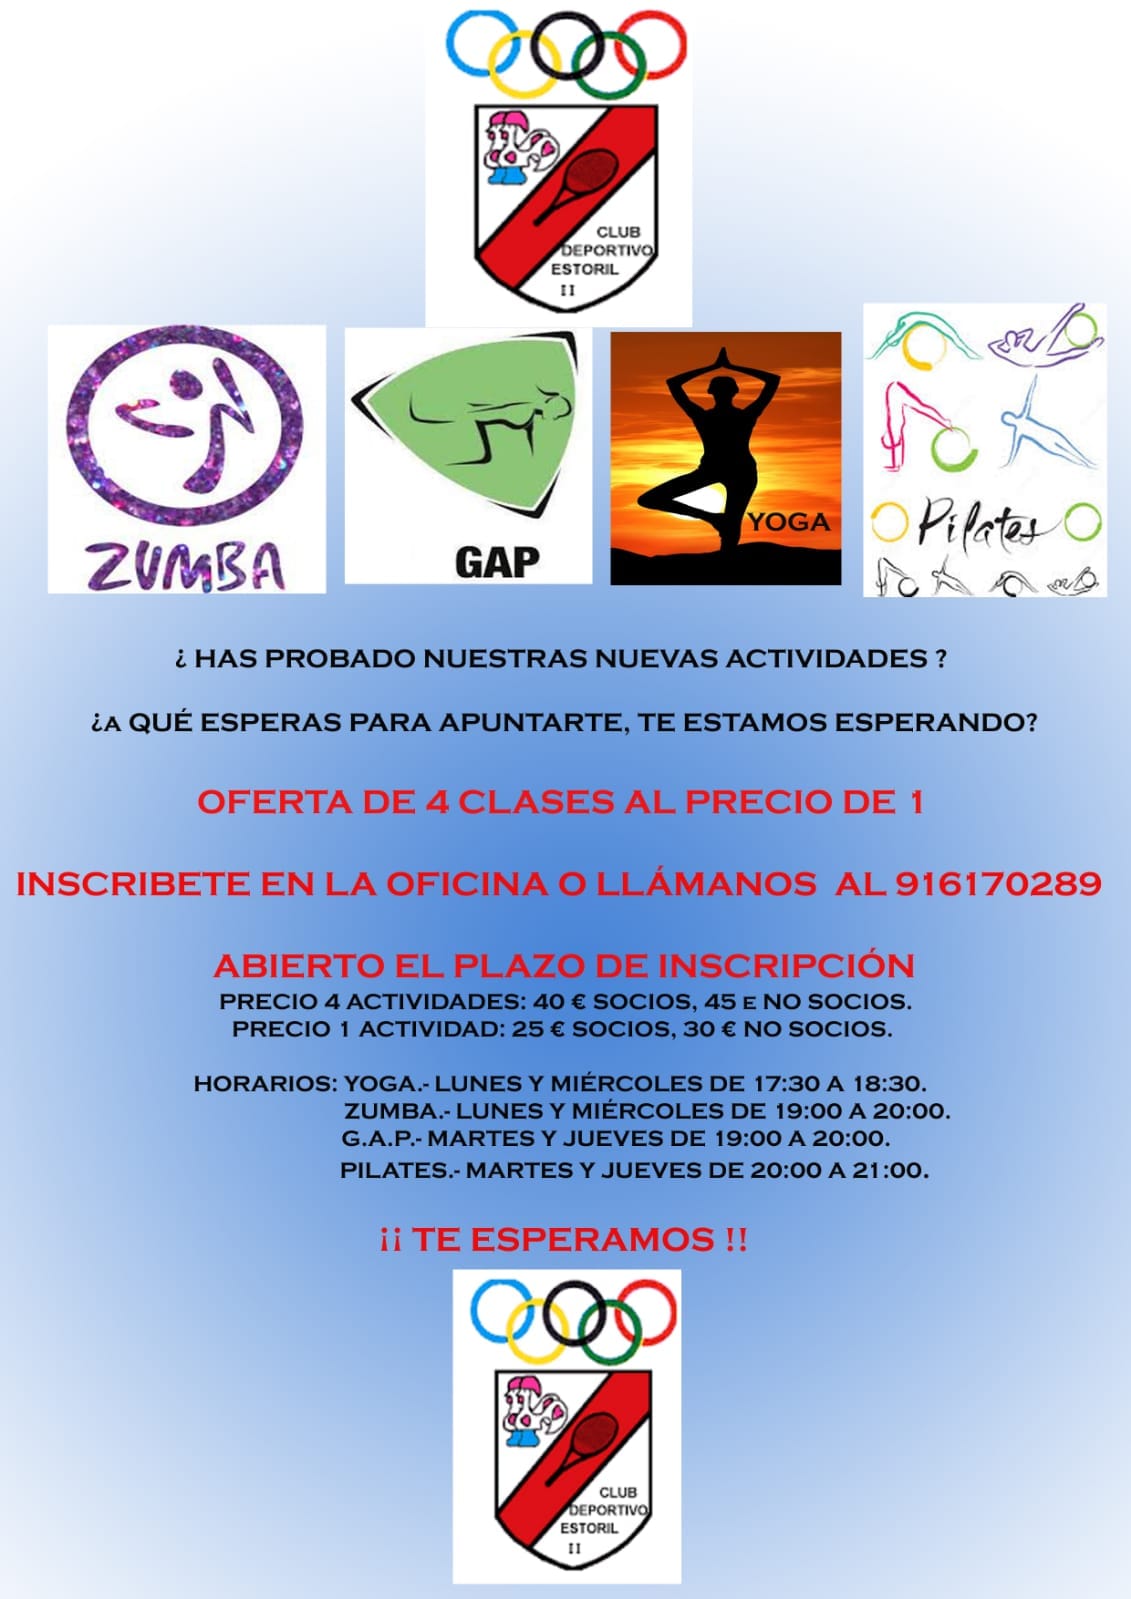 CLUB
DEPORTIVO
ESTORIL
II
ZUMBA
GAP
YOGA
Pilates
¿ HAS PROBADO NUESTRAS NUEVAS ACTIVIDADES ?
¿A QUÉ ESPERAS PARA APUNTARTE, TE ESTAMOS ESPERANDO?
OFERTA DE 4 CLASES AL PRECIO DE 1
INSCRIBETE EN LA OFICINA O LLÁMANOS AL 916170289
ABIERTO EL PLAZO DE INSCRIPCIÓN
PRECIO 4 ACTIVIDADES: 40 € SOCIOS, 45 E NO SOCIOS.
PRECIO 1 ACTIVIDAD: 25 € SOCIOS, 30 € NO SOCIOS.
HORARIOS: YOGA.- LUNES Y MIÉRCOLES DE 17:30 A 18:30.
ZUMBA.- LUNES Y MIÉRCOLES DE 19:00 A 20:00.
G.A.P.- MARTES Y JUEVES DE 19:00 A 20:00.
PILATES.- MARTES Y JUEVES DE 20:00 A 21:00.
¡¡ TE ESPERAMOS !!
CLUB
DEPORTIVO
ESTORIL
II